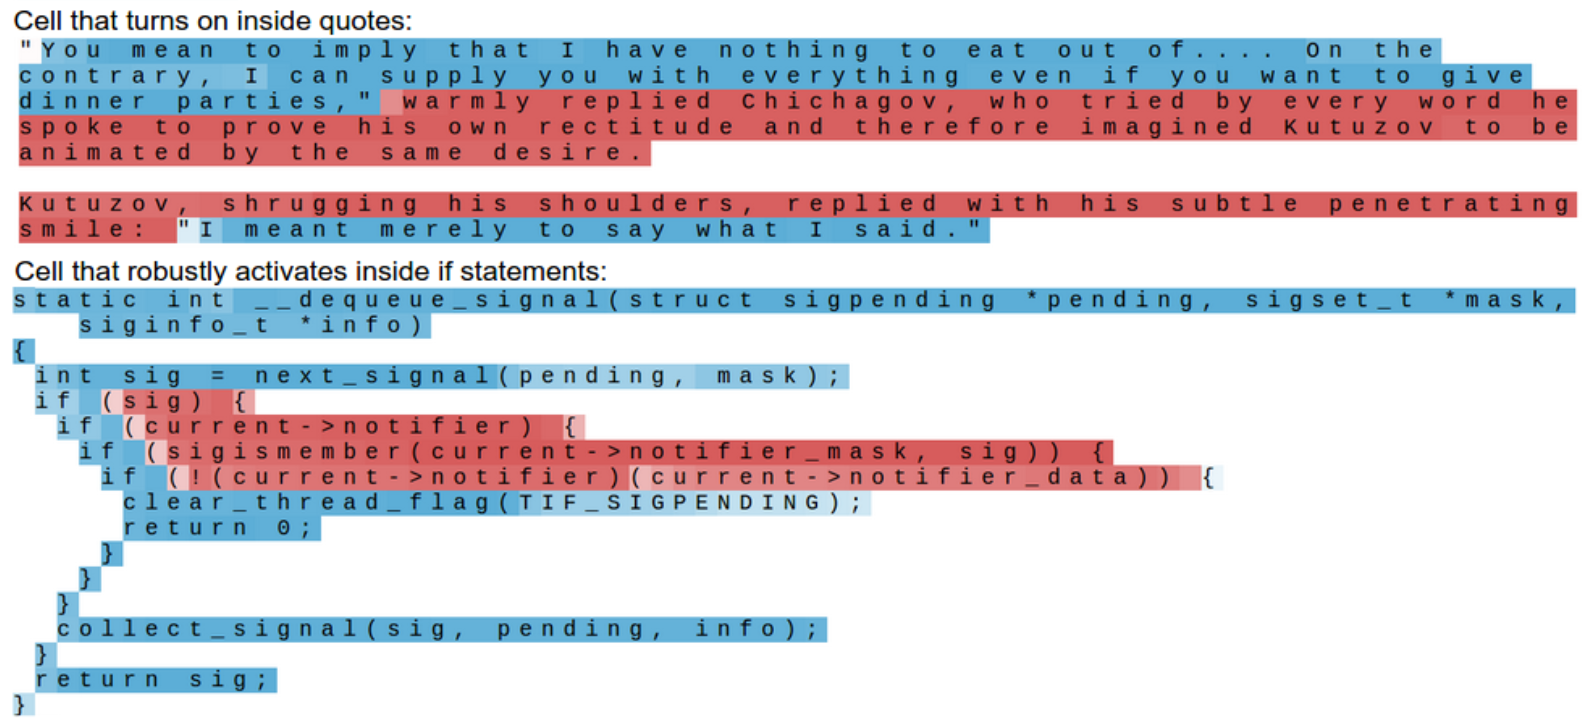 Cell that turns on inside quotes:
"You mean to imply that I have nothing to eat out of.... On the
contrary, I can supply you with everything even if you want to give
dinner parties," warmly replied Chichagov, who tried by every word he
spoke to prove his own rectitude and therefore imagined Kutuzov to be
animated by the same desire.
Kutuzov, shrugging his shoulders, replied with his subtle penetrating
smile: "I meant merely to say what I said."
Cell that robustly activates inside if statements:
static int __dequeue_signal(struct sigpending *pending, sigset_t *mask,
siginfo_t *info)
{
int sig = next_signal(pending, mask);
if (sig) {
if (current->notifier) {
if (sigismember(current->notifier_mask, sig)) {
if (!(current->notifier)(current->notifier_data)) {
clear_thread_flag(TIF_SIGPENDING);
return 0;
}
}
}
collect_signal(sig, pending, info);
}
return sig;
}